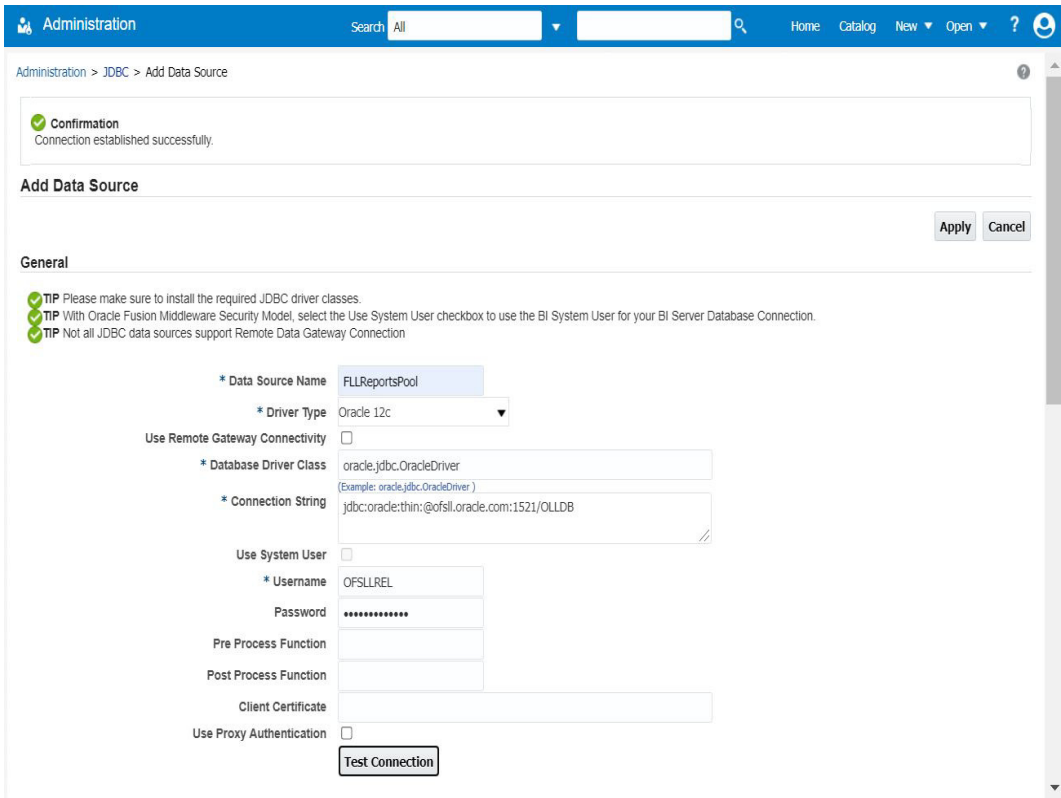 Administration Search All Home Catalog New Open ?
Administration > JDBC > Add Data Source
Confirmation
Connection established successfully.
Add Data Source
Apply Cancel
General
TIP Please make sure to install the required JDBC driver classes.
TIP With Oracle Fusion Middleware Security Model, select the Use System User checkbox to use the BI System User for your BI Server Database Connection.
TIP Not all JDBC data sources support Remote Data Gateway Connection
* Data Source Name FLLReportsPool
* Driver Type Oracle 12c
Use Remote Gateway Connectivity
* Database Driver Class oracle.jdbc.OracleDriver
(Example: oracle.jdbc.OracleDriver )
* Connection String jdbc:oracle:thin:@ofsll.oracle.com:1521/OLLDB
Use System User
* Username OFSLLREL
Password •••••••••••••
Pre Process Function
Post Process Function
Client Certificate
Use Proxy Authentication
Test Connection